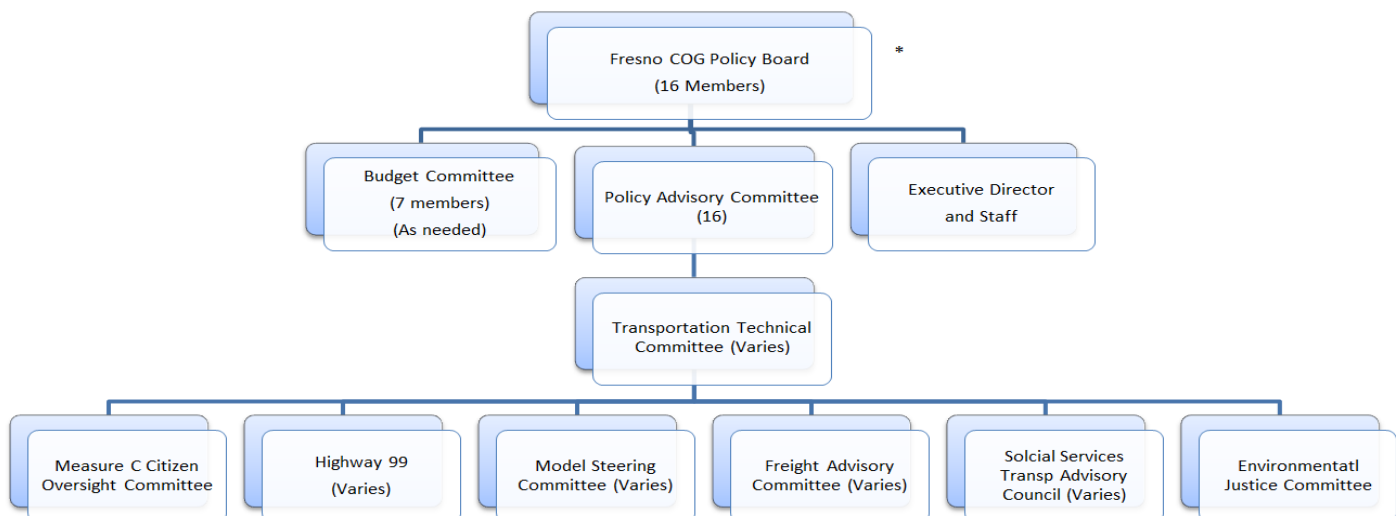 Fresno COG Policy Board
(16 Members)
*
Budget Committee
(7 members)
(As needed)
Policy Advisory Committee
(16)
Executive Director
and Staff
Transportation Technical
Committee (Varies)
Measure C Citizen
Oversight Committee
Highway 99
(Varies)
Model Steering
Committee (Varies)
Freight Advisory
Committee (Varies)
Solcial Services
Transp Advisory
Council (Varies)
Environmentatl
Justice Committee